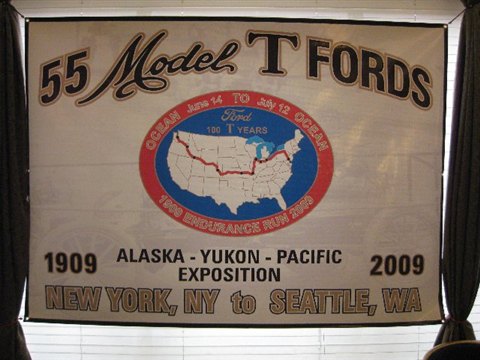 55 Model T FORDS
OCEAN June 14 TO July 12 OCEAN
Ford
100 T YEARS
1909 ENDURANCE RUN 2009
ALASKA - YUKON - PACIFIC
1909 EXPOSITION 2009
NEW YORK, NY to SEATTLE, WA